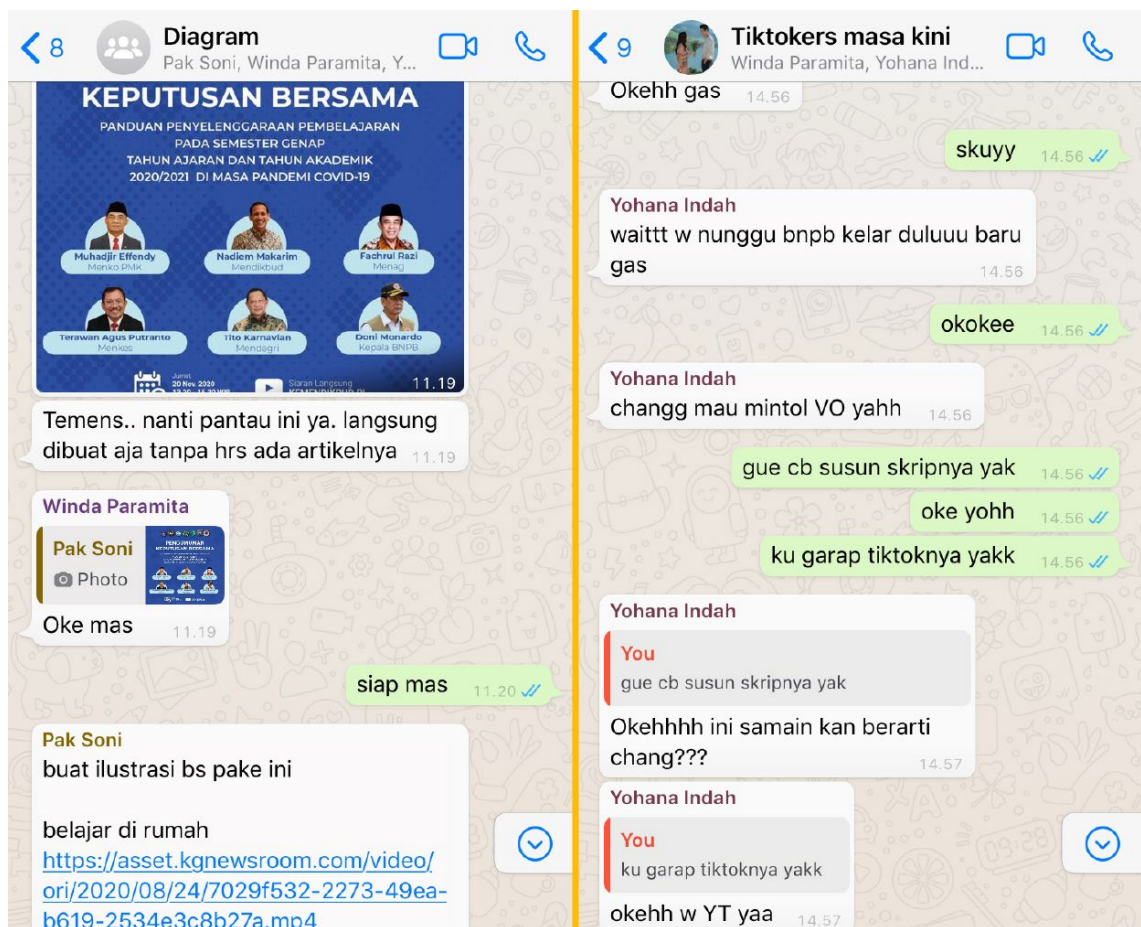 8
Diagram
Pak Soni, Winda Paramita, Y...
KEPUTUSAN BERSAMA
PANDUAN PENYELENGGARAAN PEMBELAJARAN
PADA SEMESTER GENAP
TAHUN AJARAN DAN TAHUN AKADEMIK
2020/2021 DI MASA PANDEMI COVID-19
Muhadjir Effendy
Menko PMK
Nadiem Makarim
Mendikbud
Fachrul Razi
Menag
Terawan Agus Putranto
Menkes
Tito Karnavian
Mendagri
Doni Monardo
Kepala BNPB
Jumat
20 Nov. 2020
Siaran Langsung
11.19
Temens.. nanti pantau ini ya. langsung
dibuat aja tanpa hrs ada artikelnya 11.19
Winda Paramita
Pak Soni
Photo
PENGUMUMAN
KEPUTUSAN BERSAMA
Oke mas 11.19
siap mas 11.20
Pak Soni
buat ilustrasi bs pake ini
belajar di rumah
https://asset.kgnewsroom.com/video/
ori/2020/08/24/7029f532-2273-49ea-
b619-2534e3c8b27a.mp4
9
Tiktokers masa kini
Winda Paramita, Yohana Ind...
Okehh gas 14.56
skuyy 14.56
Yohana Indah
waittt w nunggu bnpb kelar duluuu baru
gas 14.56
okokee 14.56
Yohana Indah
changg mau mintol VO yahh 14.56
gue cb susun skripnya yak 14.56
oke yohh 14.56
ku garap tiktoknya yakk 14.56
Yohana Indah
You
gue cb susun skripnya yak
Okehhhh ini samain kan berarti
chang??? 14.57
Yohana Indah
You
ku garap tiktoknya yakk
okehh w YT yaa 14.57